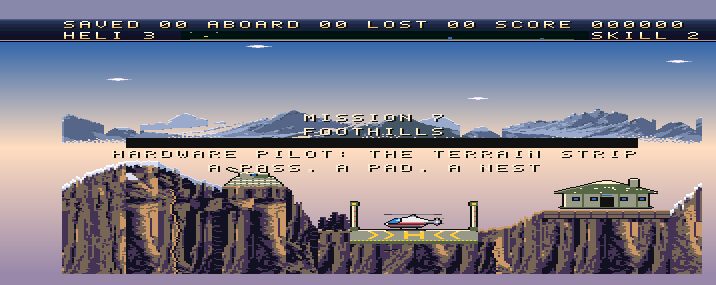 SAVED 00 ABOARD 00 LOST 00 SCORE 000000
HELI 3 SKILL 2
MISSION 7
FOOTHILLS
HARDWARE PILOT: THE TERRAIN STRIP
A PASS, A PAD, A NEST
H